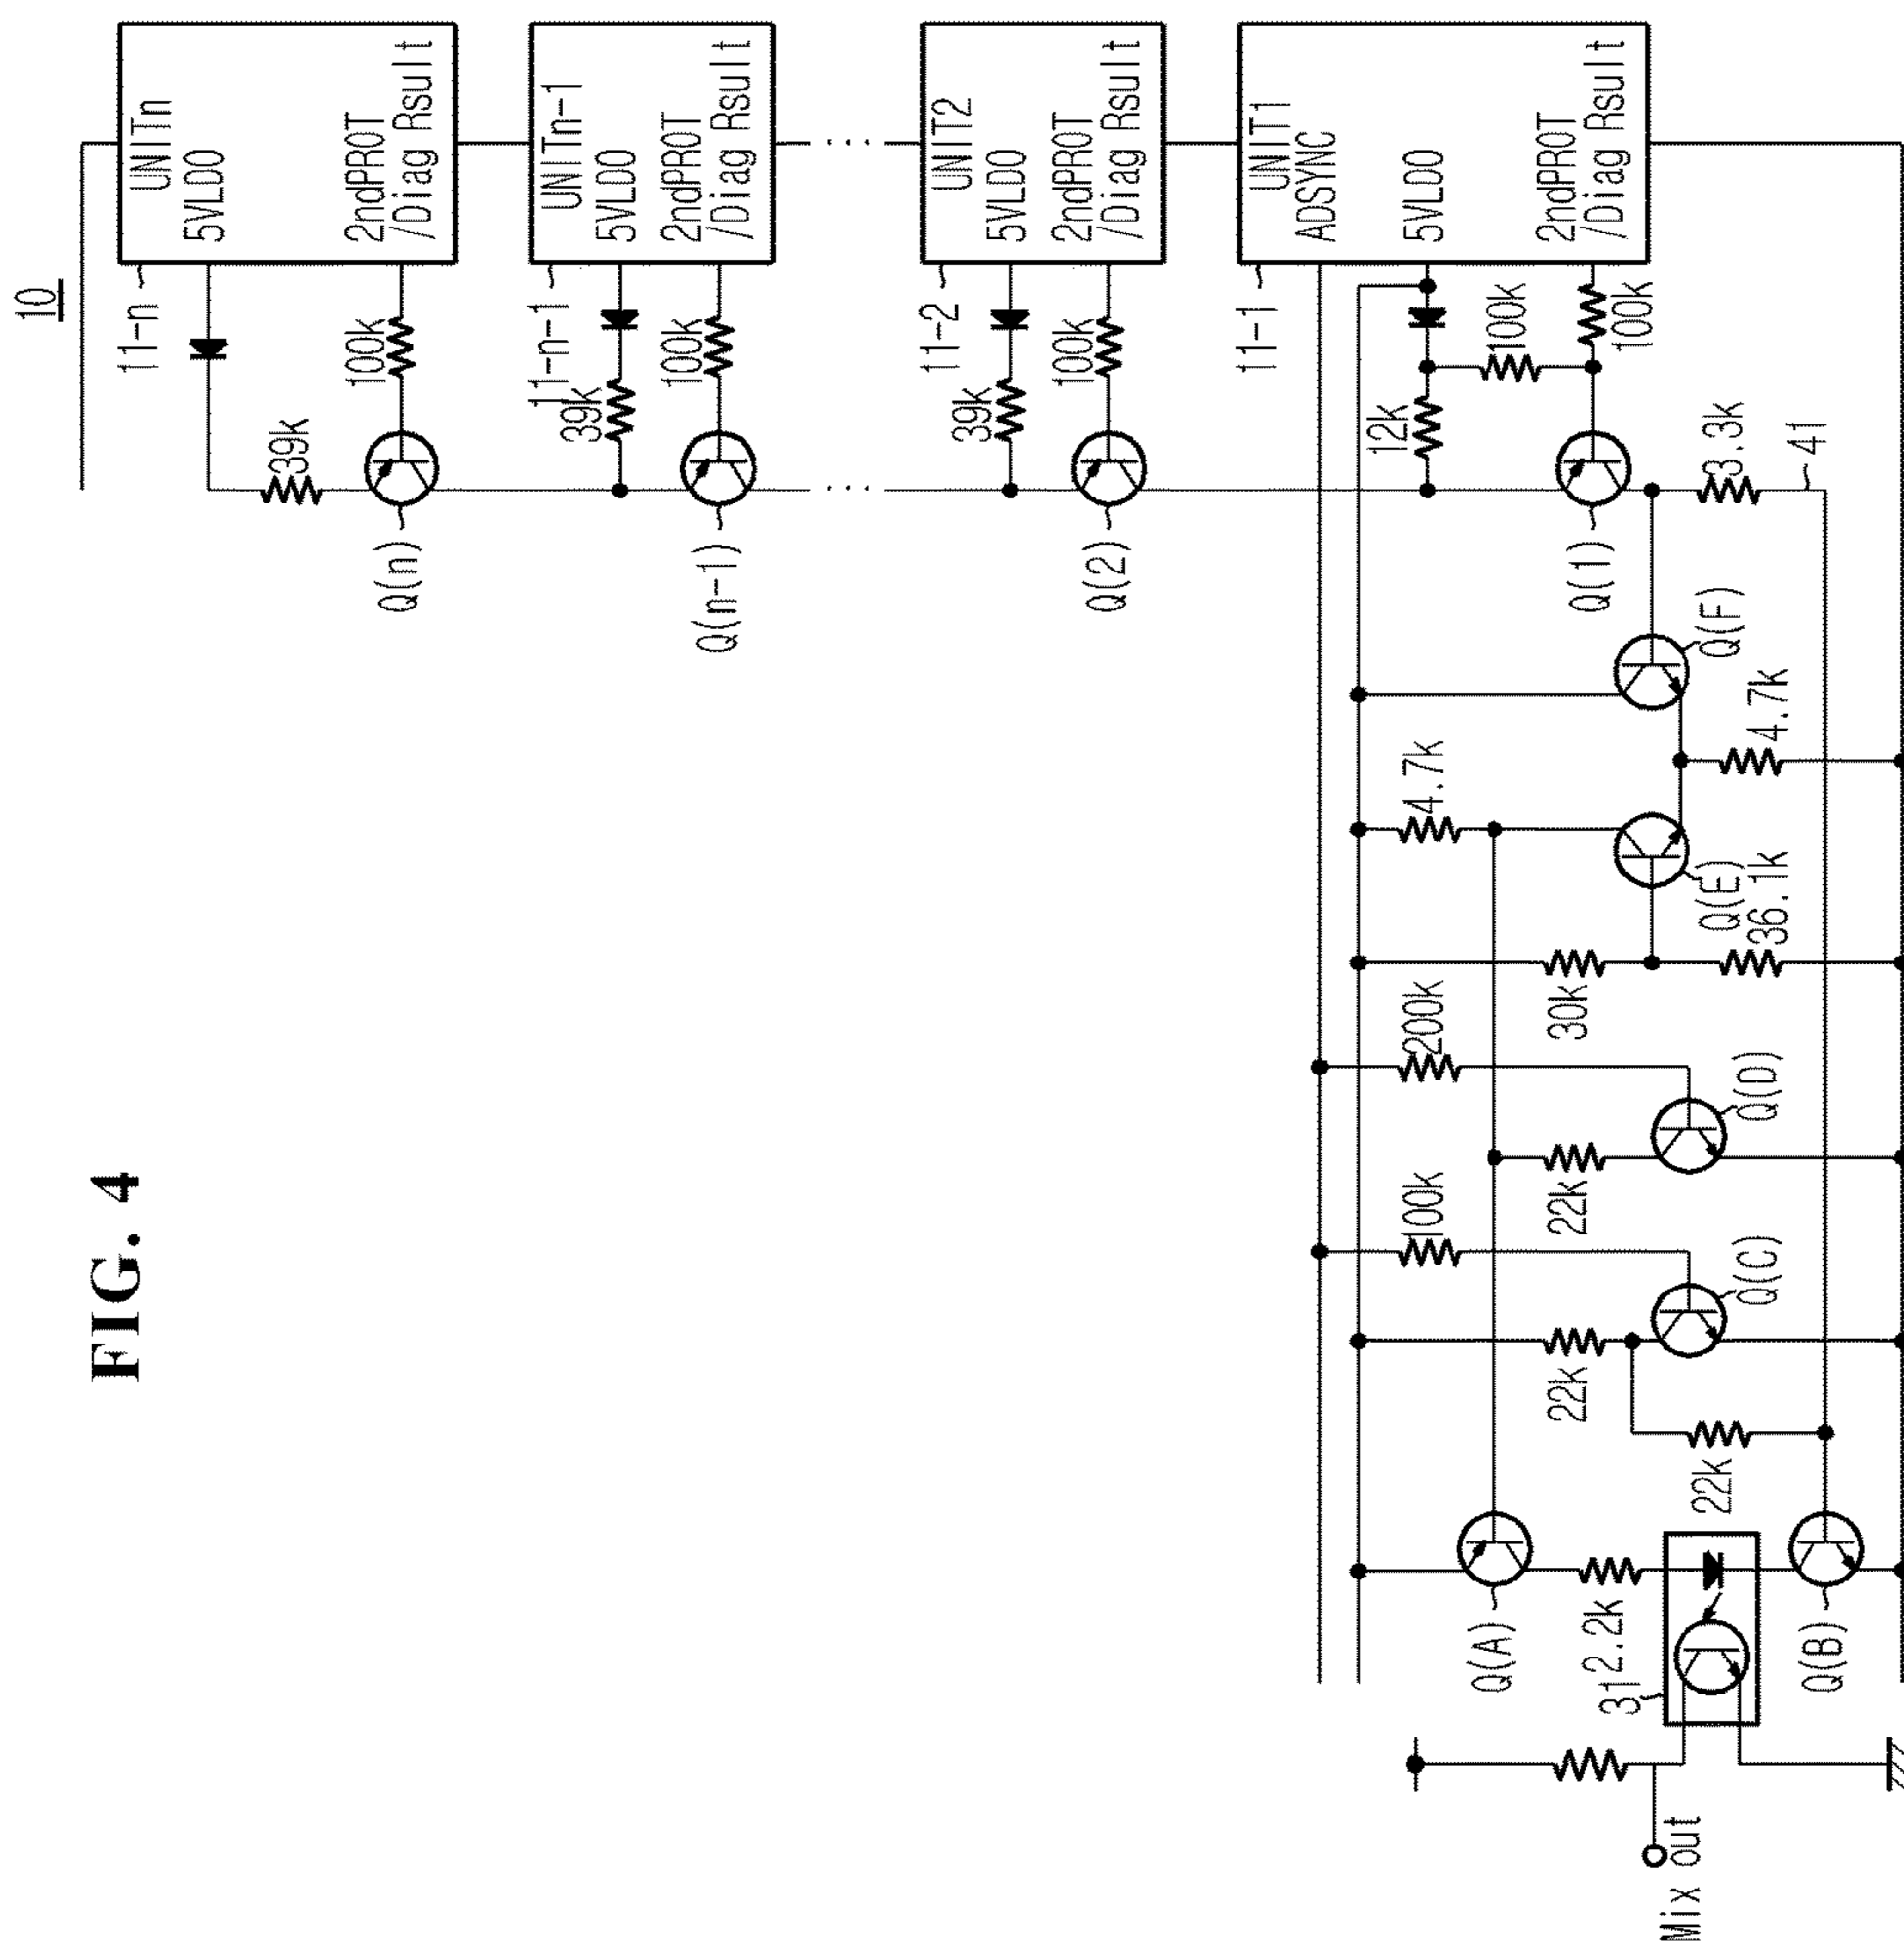 FIG. 4
10
UNITn
5VLDO
2ndPROT
/Diag Rsult
11-n
39k
100k
Q(n)
UNITn-1
5VLDO
2ndPROT
/Diag Rsult
11-n-1
39k
100k
Q(n-1)
UNIT2
5VLDO
2ndPROT
/Diag Rsult
11-2
39k
100k
Q(2)
UNIT1
ADSYNC
5VLDO
2ndPROT
/Diag Rsult
11-1
12k
100k
100k
Q(1)
3.3k
41
Q(F)
4.7k
4.7k
Q(E)
36.1k
30k
200k
Q(D)
22k
100k
Q(C)
22k
22k
Q(A)
2.2k
31
Q(B)
Mix out